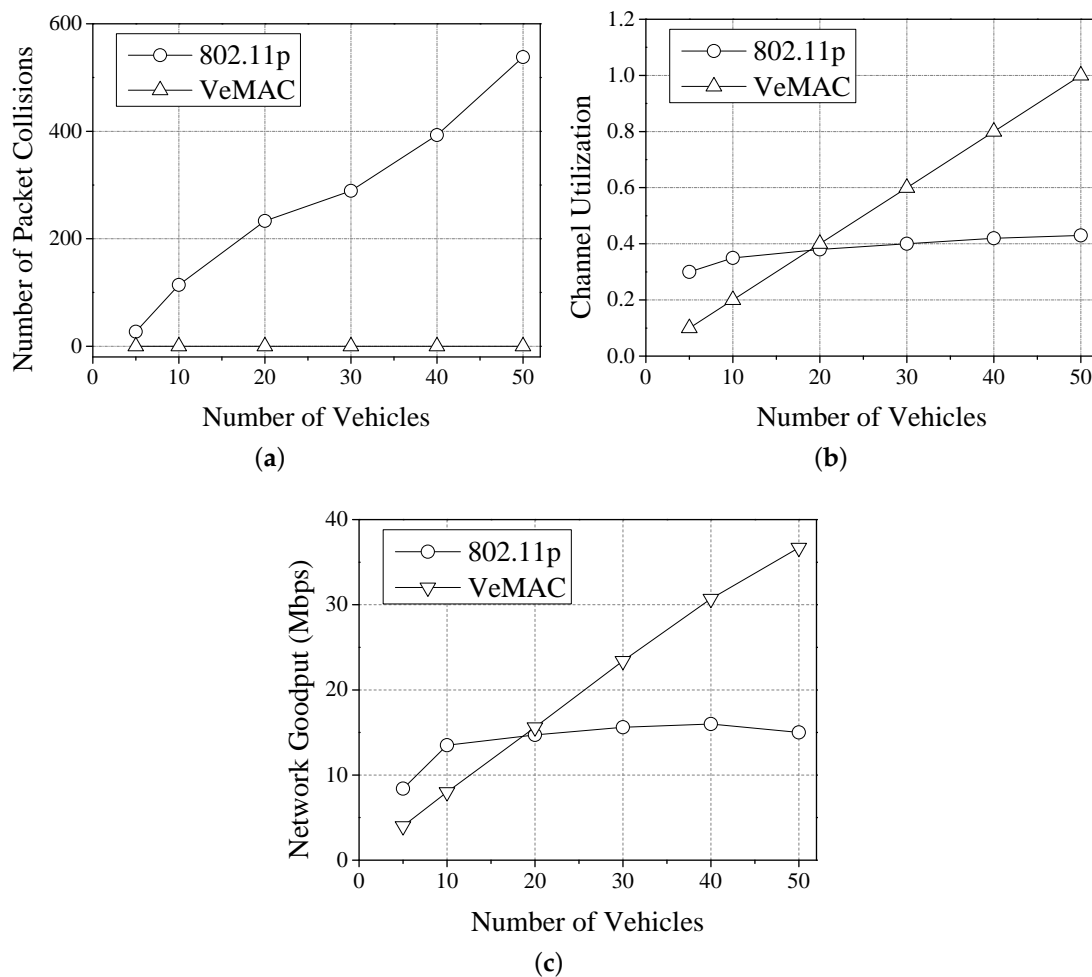 Number of Packet Collisions
600
400
200
0
802.11p
VeMAC
0 10 20 30 40 50
Number of Vehicles
(a)
Channel Utilization
1.2
1.0
0.8
0.6
0.4
0.2
0.0
802.11p
VeMAC
0 10 20 30 40 50
Number of Vehicles
(b)
Network Goodput (Mbps)
40
30
20
10
0
802.11p
VeMAC
0 10 20 30 40 50
Number of Vehicles
(c)